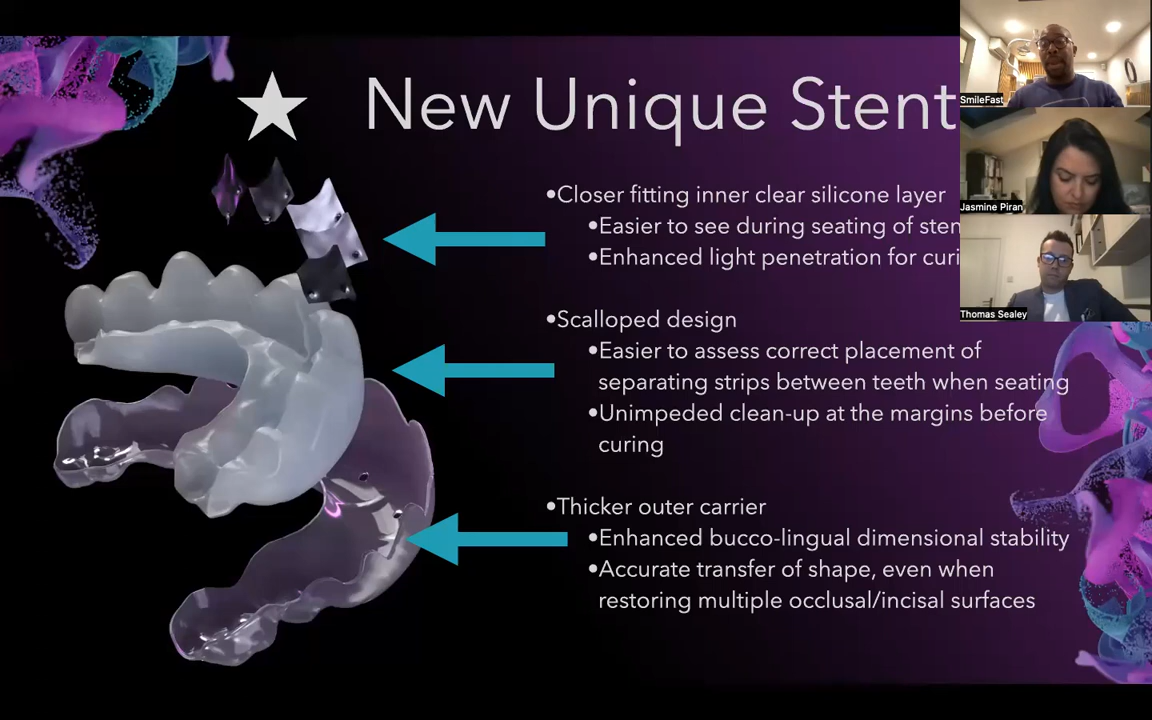 New Unique Stent
•Closer fitting inner clear silicone layer
•Easier to see during seating of sten
•Enhanced light penetration for curi
•Scalloped design
•Easier to assess correct placement of
separating strips between teeth when seating
•Unimpeded clean-up at the margins before
curing
•Thicker outer carrier
•Enhanced bucco-lingual dimensional stability
•Accurate transfer of shape, even when
restoring multiple occlusal/incisal surfaces
SmileFast
Jasmine Piran
Thomas Sealey